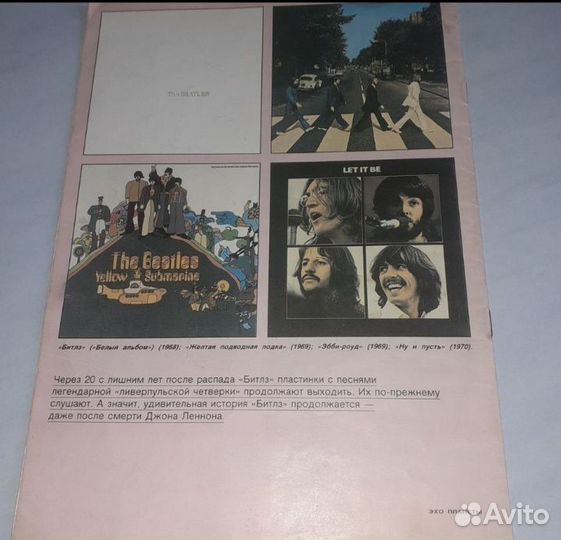 The BEATLES
LET IT BE
The Beatles
Yellow Submarine
«Битлз» («Белый альбом») (1968); «Желтая подводная лодка» (1969); «Эбби-роуд» (1969); «Ну и пусть» (1970).
Через 20 с лишним лет после распада «Битлз» пластинки с песнями
легендарной «ливерпульской четверки» продолжают выходить. Их по-прежнему
слушают. А значит, удивительная история «Битлз» продолжается —
даже после смерти Джона Леннона.
ЭХО ПЛАНЕТЫ
Avito